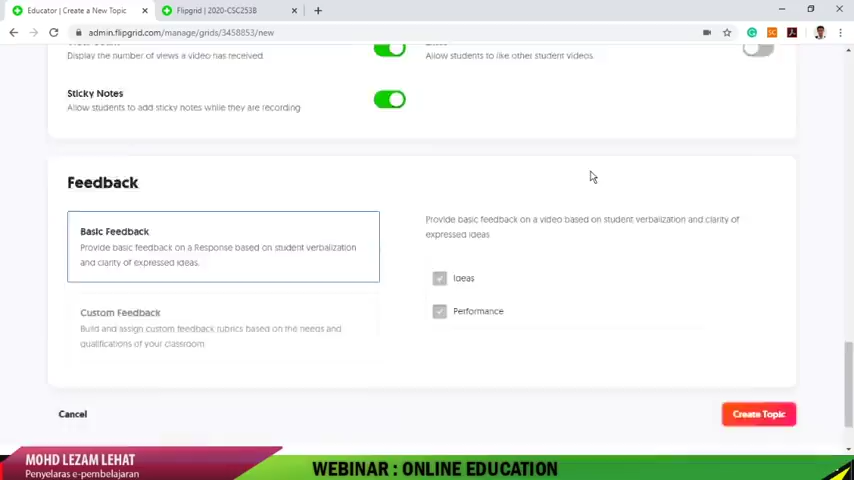 Educator | Create a New Topic
Flipgrid | 2020-CSC253B
admin.flipgrid.com/manage/grids/3458853/new
Display the number of views a video has received.
Allow students to like other student videos.
Sticky Notes
Allow students to add sticky notes while they are recording
Feedback
Basic Feedback
Provide basic feedback on a Response based on student verbalization
and clarity of expressed ideas.
Provide basic feedback on a video based on student verbalization and clarity of
expressed ideas
Ideas
Performance
Custom Feedback
Build and assign custom feedback rubrics based on the needs and
qualifications of your classroom.
Cancel
Create Topic
MOHD LEZAM LEHAT
Penyelaras e-pembelajaran
WEBINAR : ONLINE EDUCATION